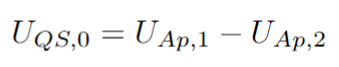 U_{QS,0} = U_{Ap,1} − U_{Ap,2}